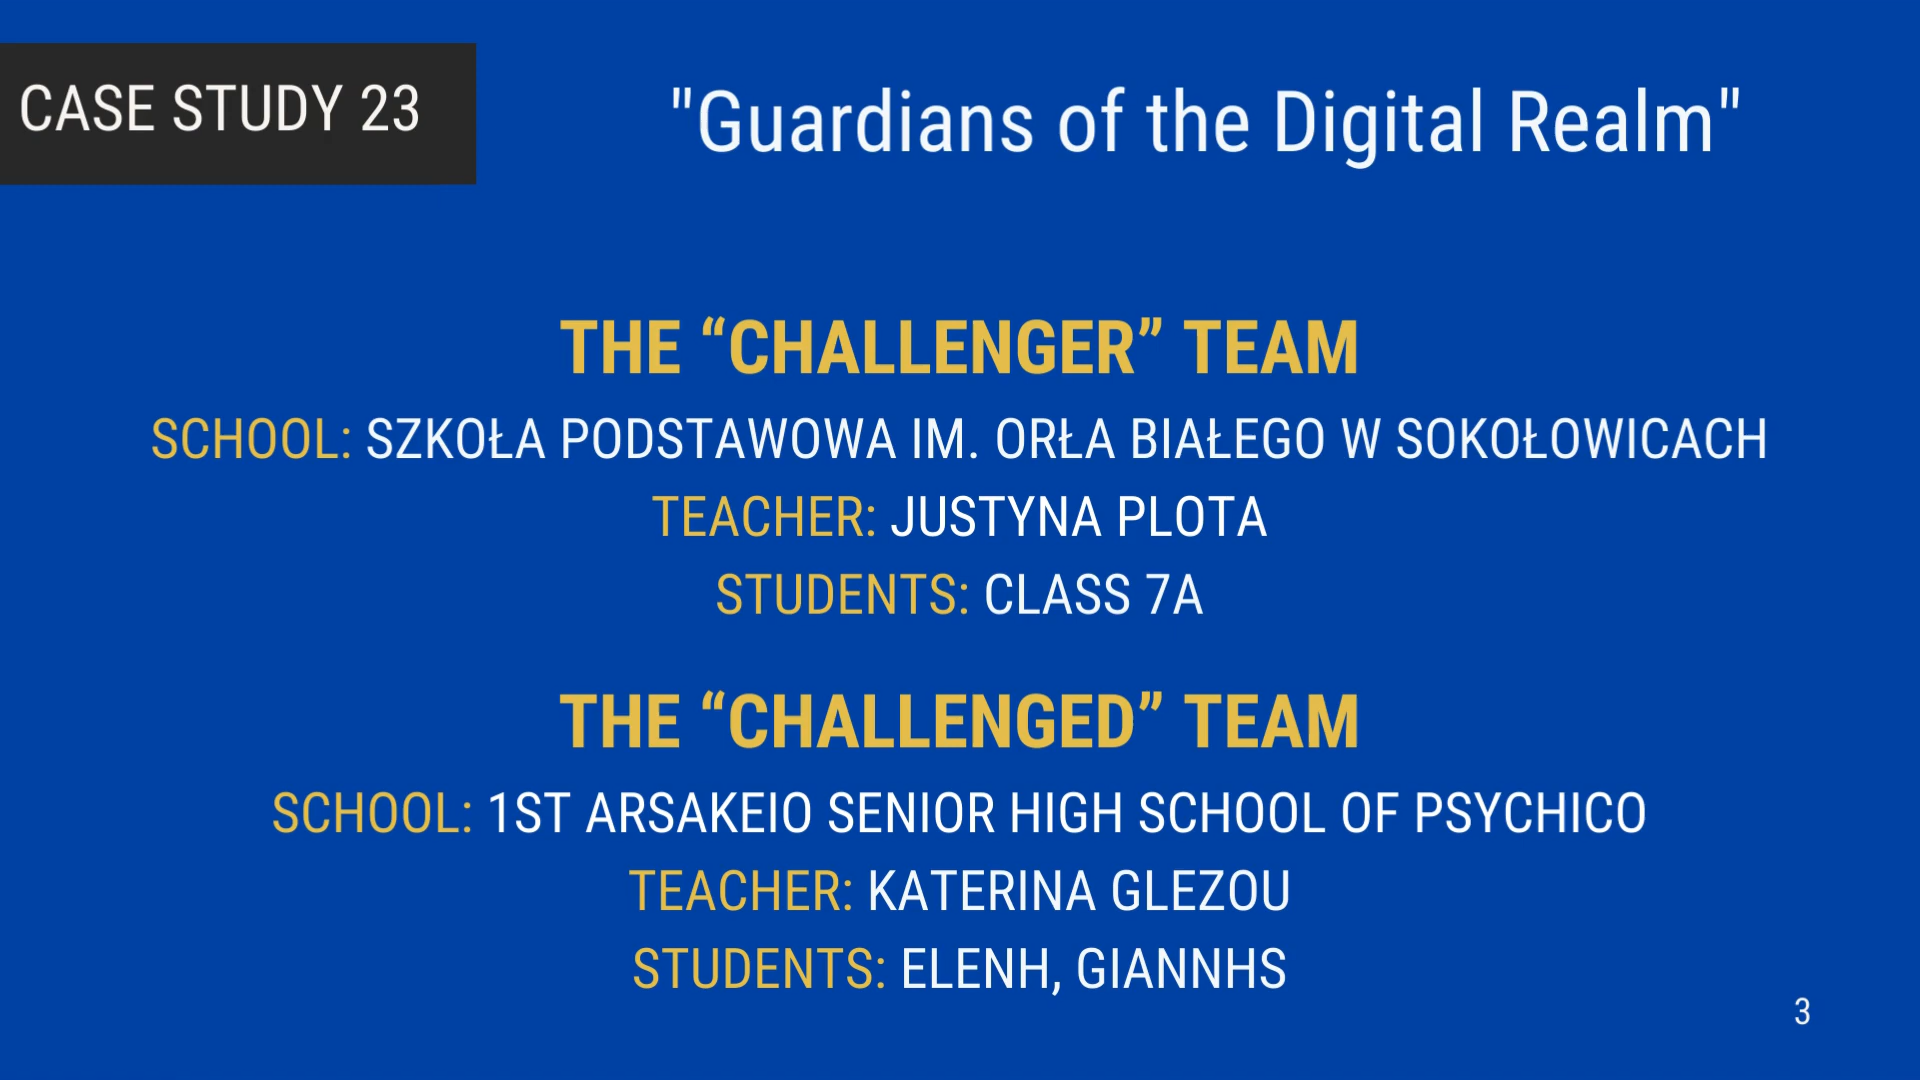 CASE STUDY 23
"Guardians of the Digital Realm"
THE “CHALLENGER” TEAM
SCHOOL: SZKOŁA PODSTAWOWA IM. ORŁA BIAŁEGO W SOKOŁOWICACH
TEACHER: JUSTYNA PLOTA
STUDENTS: CLASS 7A
THE “CHALLENGED” TEAM
SCHOOL: 1ST ARSAKEIO SENIOR HIGH SCHOOL OF PSYCHICO
TEACHER: KATERINA GLEZOU
STUDENTS: ELENH, GIANNHS
3